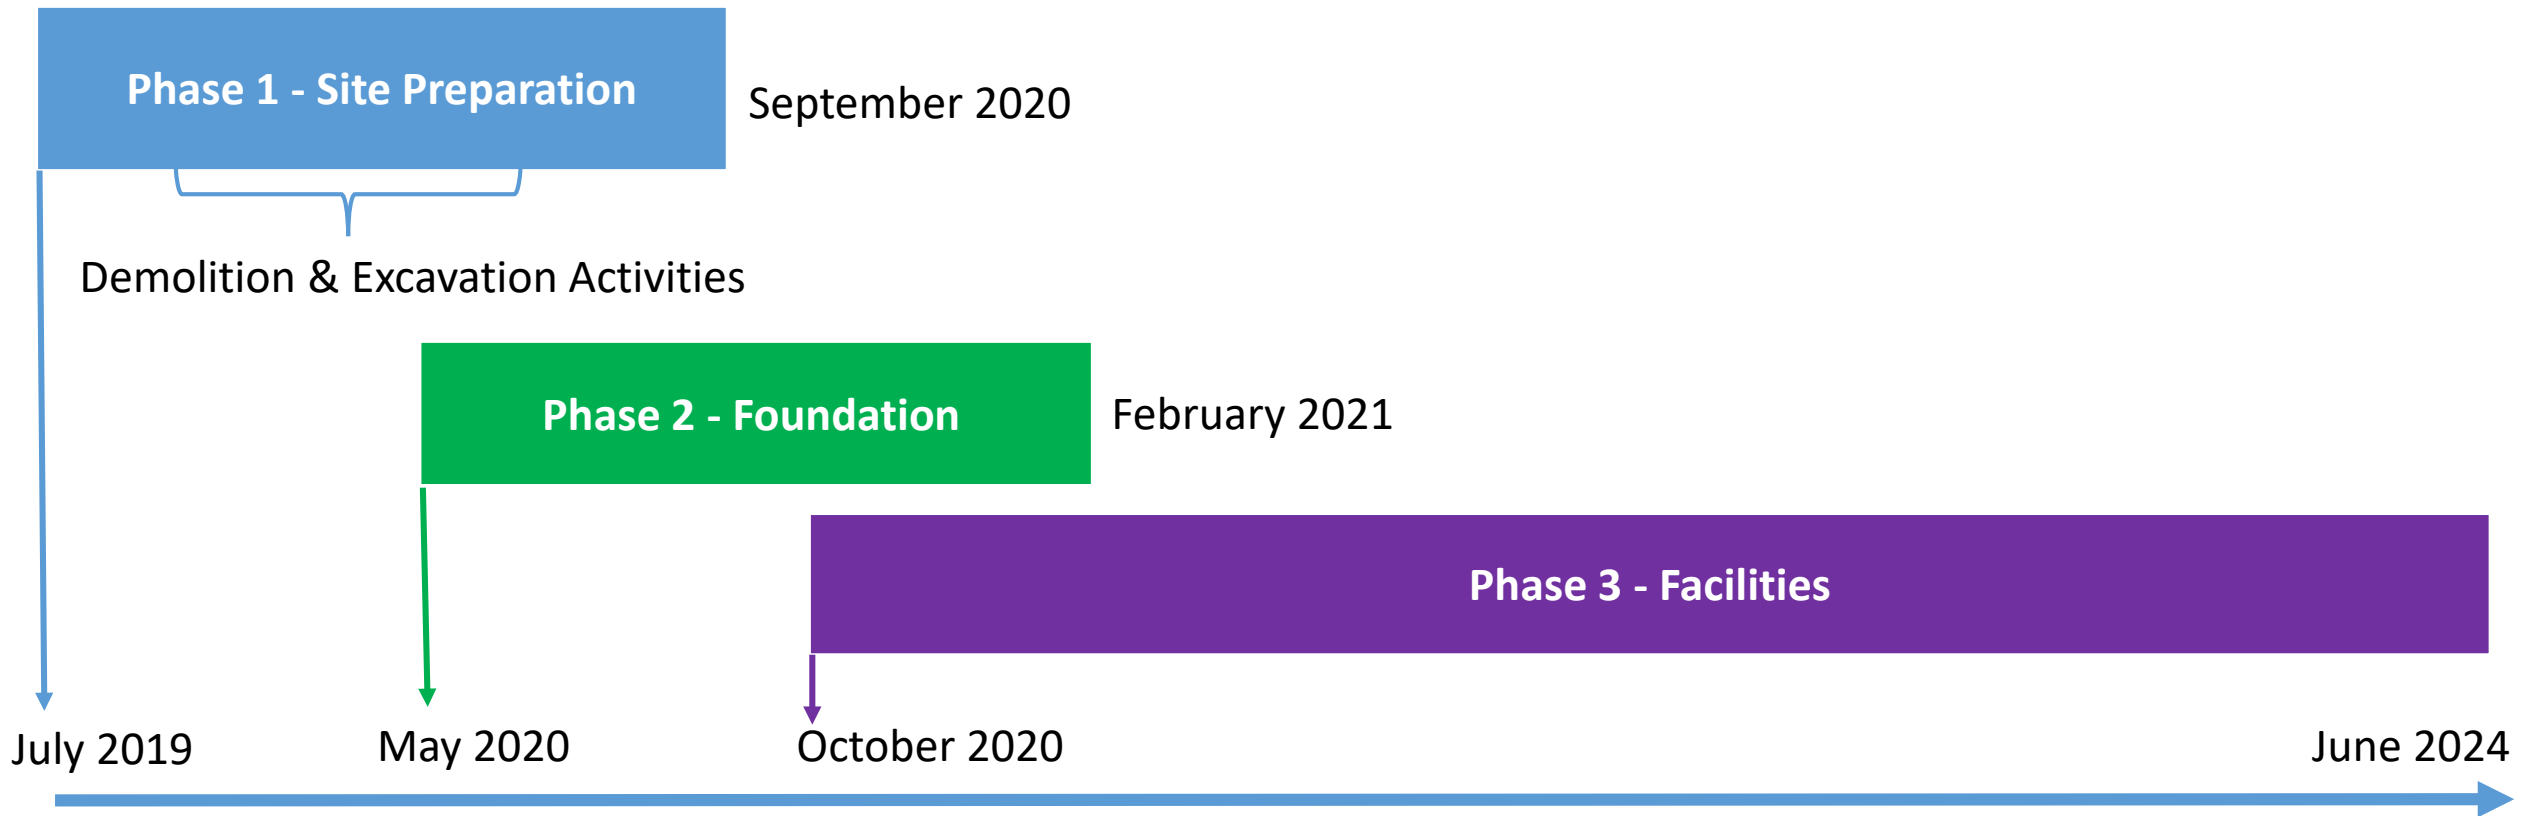 Phase 1 - Site Preparation
September 2020
Demolition & Excavation Activities
Phase 2 - Foundation
February 2021
Phase 3 - Facilities
July 2019
May 2020
October 2020
June 2024